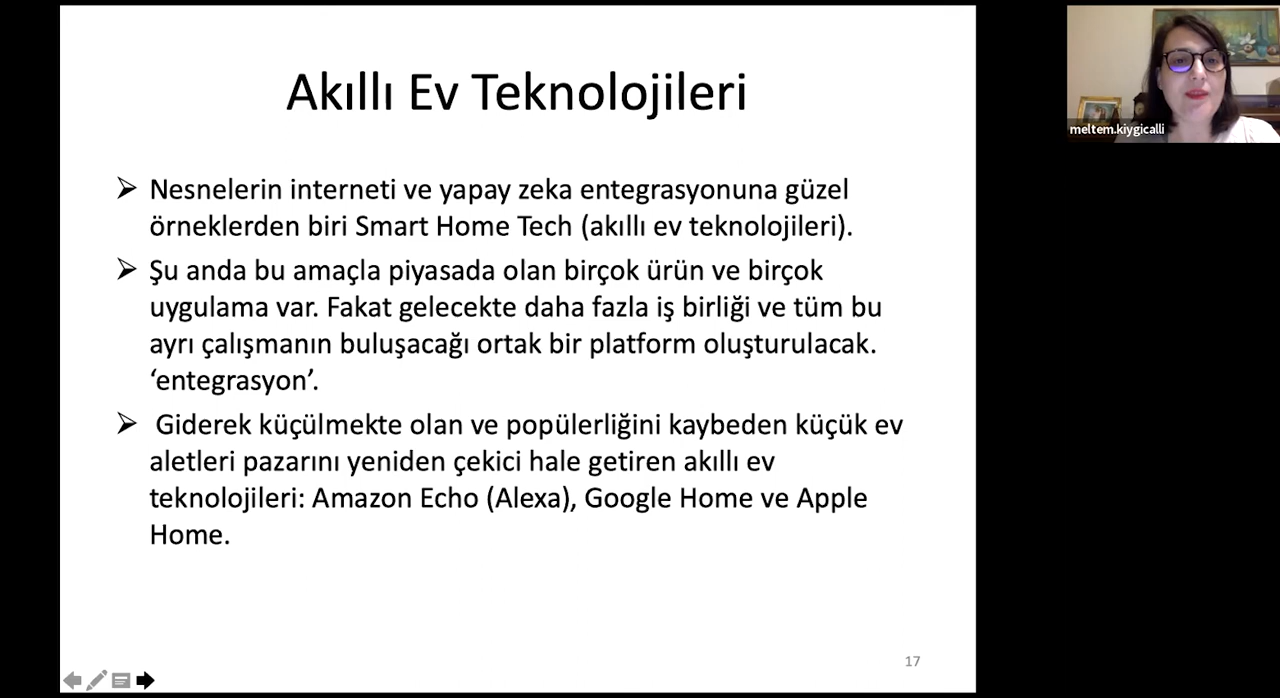 Akıllı Ev Teknolojileri
➢ Nesnelerin interneti ve yapay zeka entegrasyonuna güzel
örneklerden biri Smart Home Tech (akıllı ev teknolojileri).
➢ Şu anda bu amaçla piyasada olan birçok ürün ve birçok
uygulama var. Fakat gelecekte daha fazla iş birliği ve tüm bu
ayrı çalışmanın buluşacağı ortak bir platform oluşturulacak.
‘entegrasyon’.
➢ Giderek küçülmekte olan ve popülerliğini kaybeden küçük ev
aletleri pazarını yeniden çekici hale getiren akıllı ev
teknolojileri: Amazon Echo (Alexa), Google Home ve Apple
Home.
17
meltem.kiygicalli